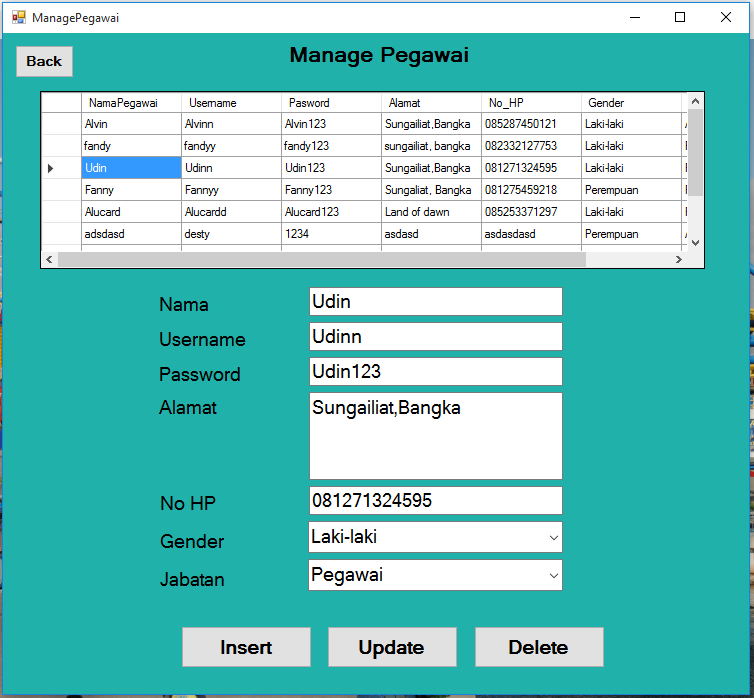 ManagePegawai
Back
Manage Pegawai
NamaPegawai Username Pasword Alamat No_HP Gender
Alvin Alvinn Alvin123 Sungailiat,Bangka 085287450121 Laki-laki
fandy fandyy fandy123 sungailiat, bangka 082332127753 Laki-laki
Udin Udinn Udin123 Sungailiat,Bangka 081271324595 Laki-laki
Fanny Fannyy Fanny123 Sungaliat, Bangka 081275459218 Perempuan
Alucard Alucardd Alucard123 Land of dawn 085253371297 Laki-laki
adsdasd desty 1234 asdasd asdasdasd Perempuan
Nama Udin
Username Udinn
Password Udin123
Alamat Sungailiat,Bangka
No HP 081271324595
Gender Laki-laki
Jabatan Pegawai
Insert Update Delete